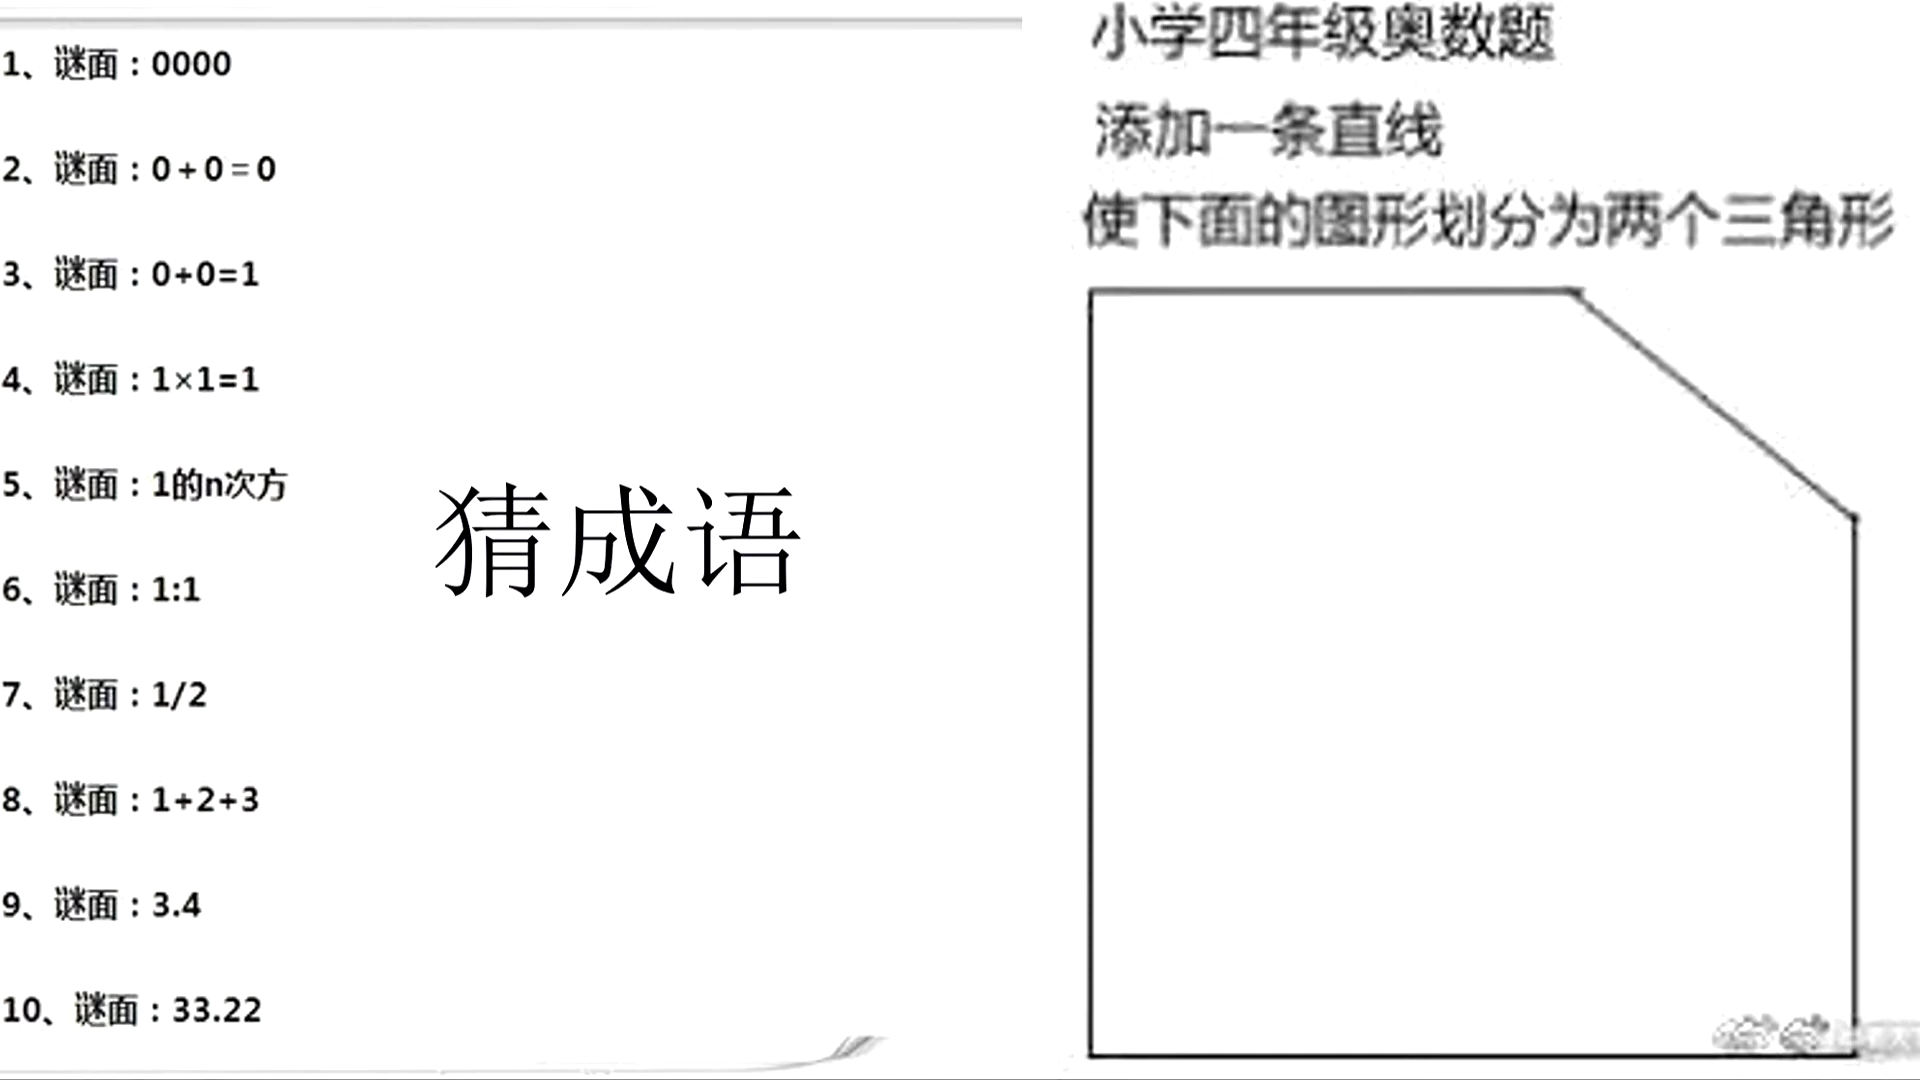 1、谜面：0000
2、谜面：0+0=0
3、谜面：0+0=1
4、谜面：1×1=1
5、谜面：1的n次方
6、谜面：1:1
7、谜面：1/2
8、谜面：1+2+3
9、谜面：3.4
10、谜面：33.22
猜成语
小学四年级奥数题
添加一条直线
使下面的图形划分为两个三角形